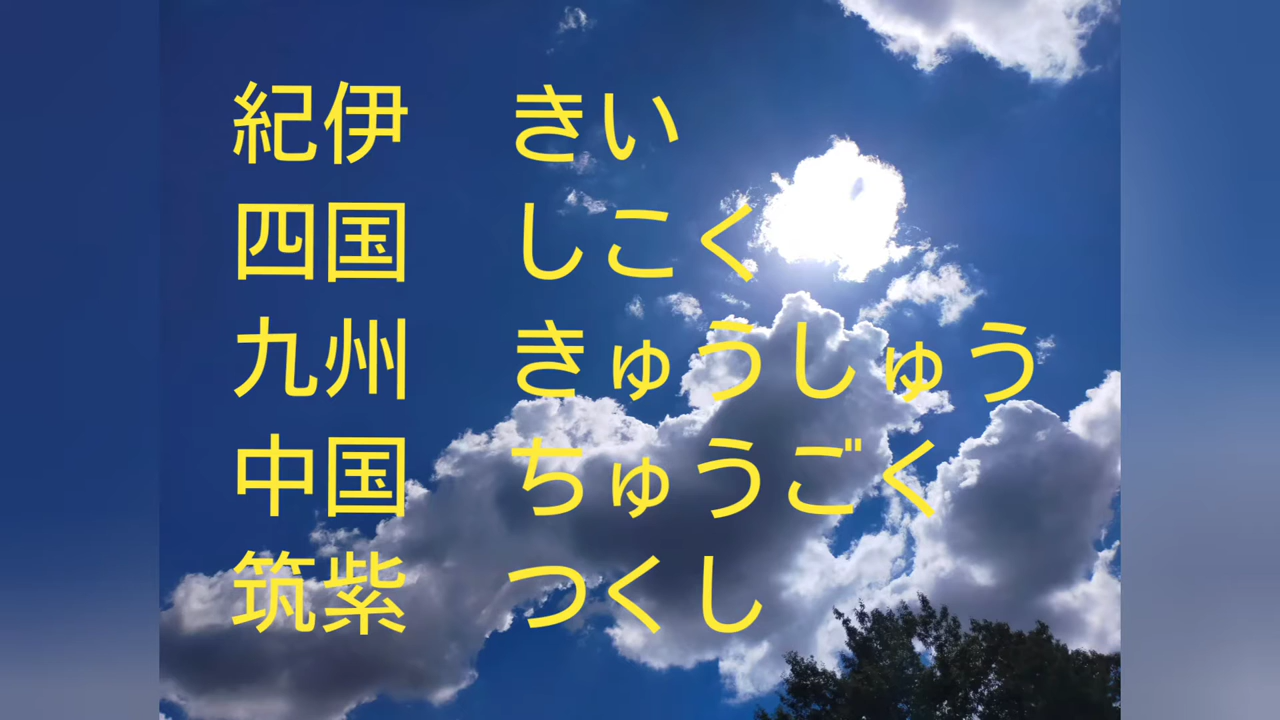 紀伊　きい
四国　しこく
九州　きゅうしゅう
中国　ちゅうごく
筑紫　つくし